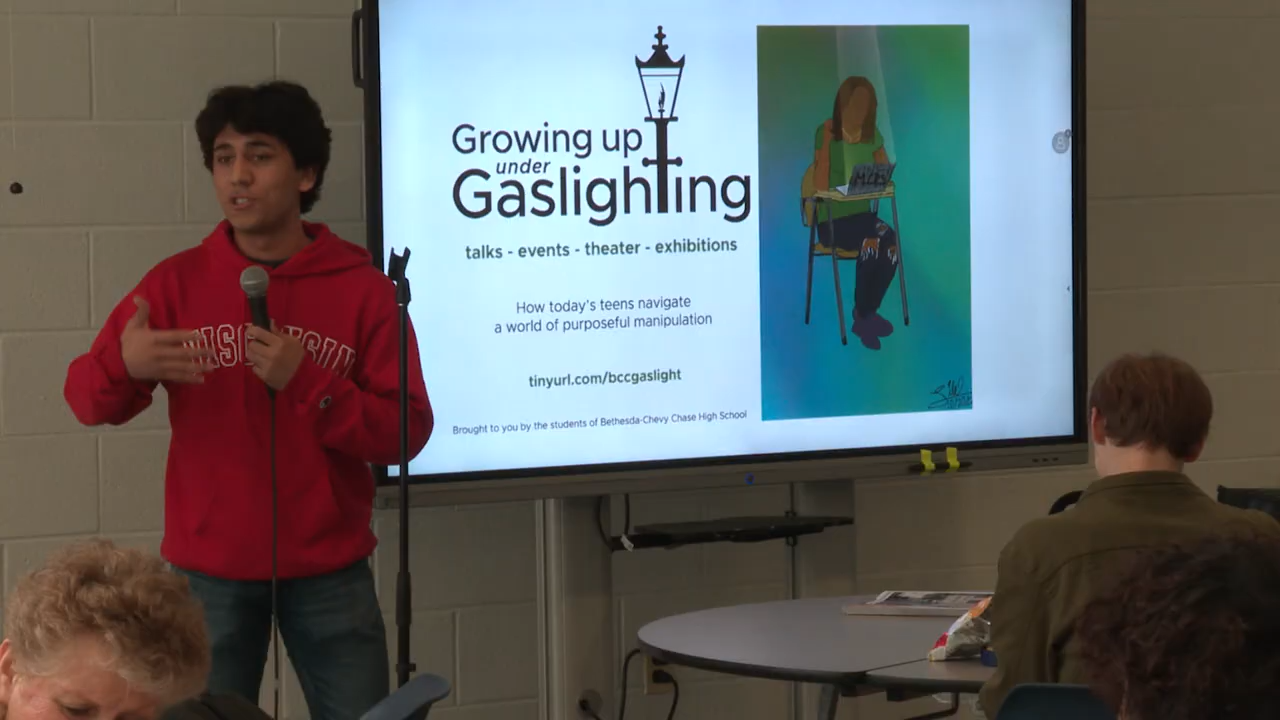 Growing up
under
Gaslighting
talks - events - theater - exhibitions
How today's teens navigate
a world of purposeful manipulation
tinyurl.com/bccgaslight
Brought to you by the students of Bethesda-Chevy Chase High School